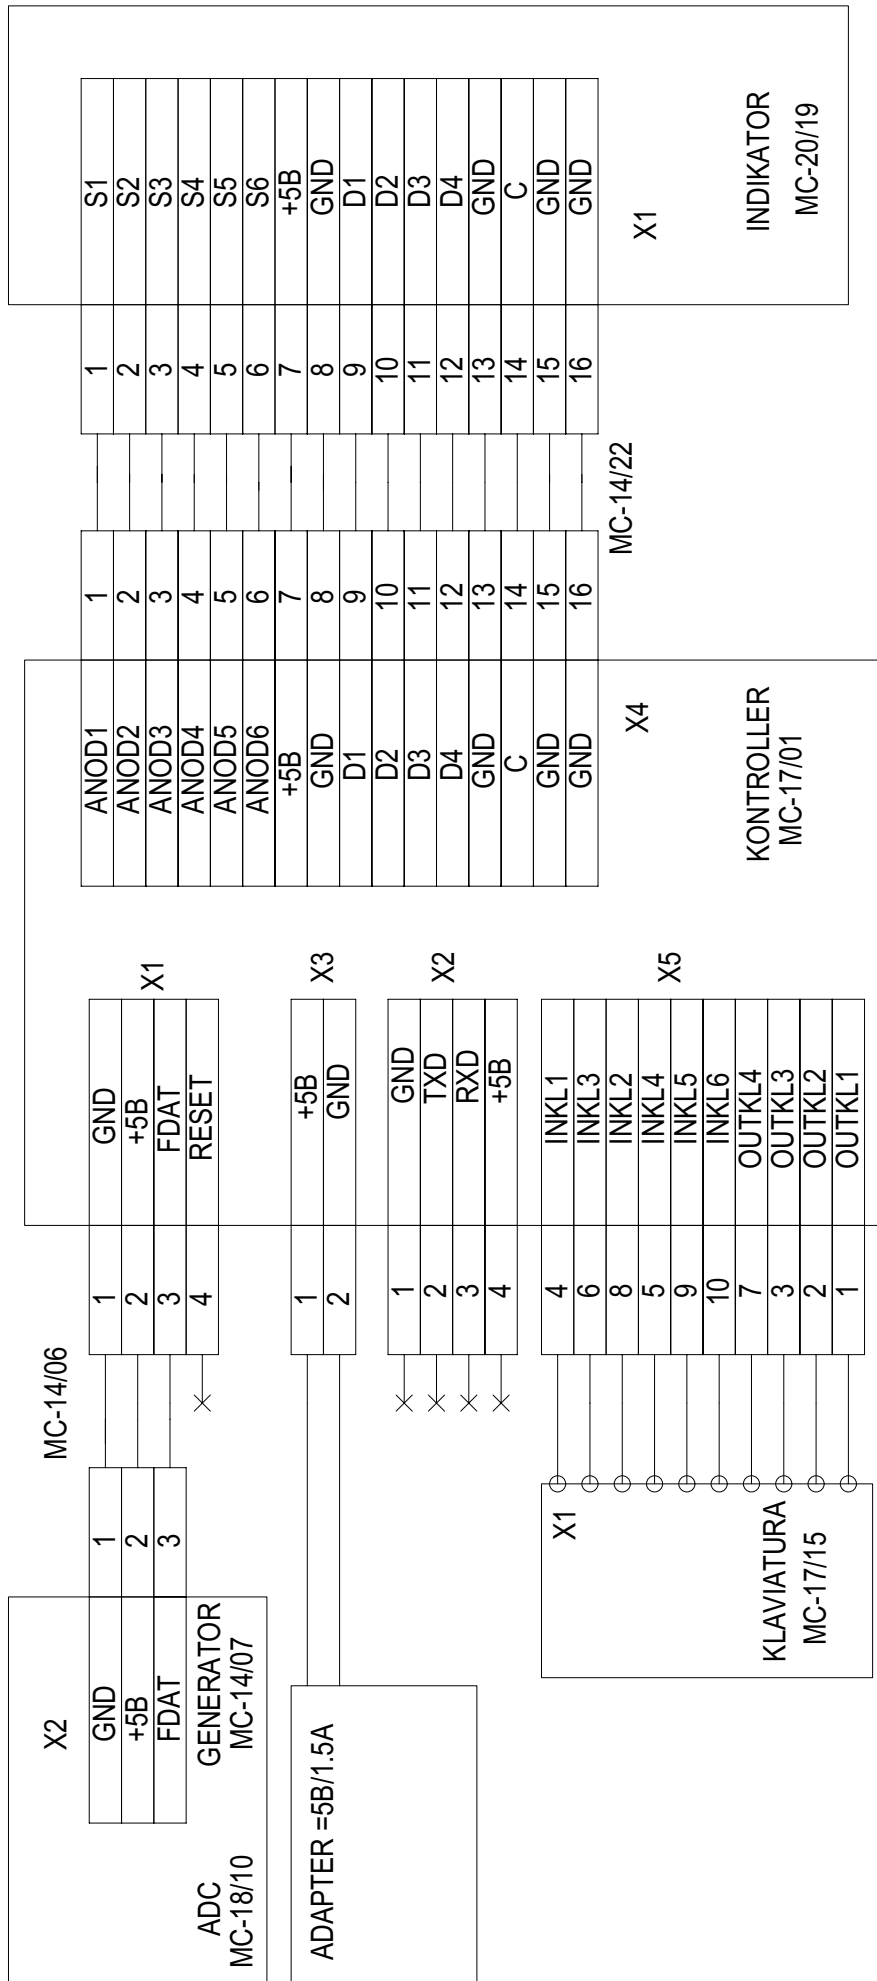 X2
GND 1
+5B 2
FDAT 3
GENERATOR
MC-14/07
ADC
MC-18/10
MC-14/06
1 GND
2 +5B
3 FDAT
4 RESET
X1
ADAPTER =5B/1.5A
1 +5B
2 GND
X3
1 GND
2 TXD
3 RXD
4 +5B
X2
X1
KLAVIATURA
MC-17/15
4 INKL1
6 INKL3
8 INKL2
5 INKL4
9 INKL5
10 INKL6
7 OUTKL4
3 OUTKL3
2 OUTKL2
1 OUTKL1
X5
ANOD1 1
ANOD2 2
ANOD3 3
ANOD4 4
ANOD5 5
ANOD6 6
+5B 7
GND 8
D1 9
D2 10
D3 11
D4 12
GND 13
C 14
GND 15
GND 16
X4
KONTROLLER
MC-17/01
MC-14/22
1 S1
2 S2
3 S3
4 S4
5 S5
6 S6
7 +5B
8 GND
9 D1
10 D2
11 D3
12 D4
13 GND
14 C
15 GND
16 GND
X1
INDIKATOR
MC-20/19